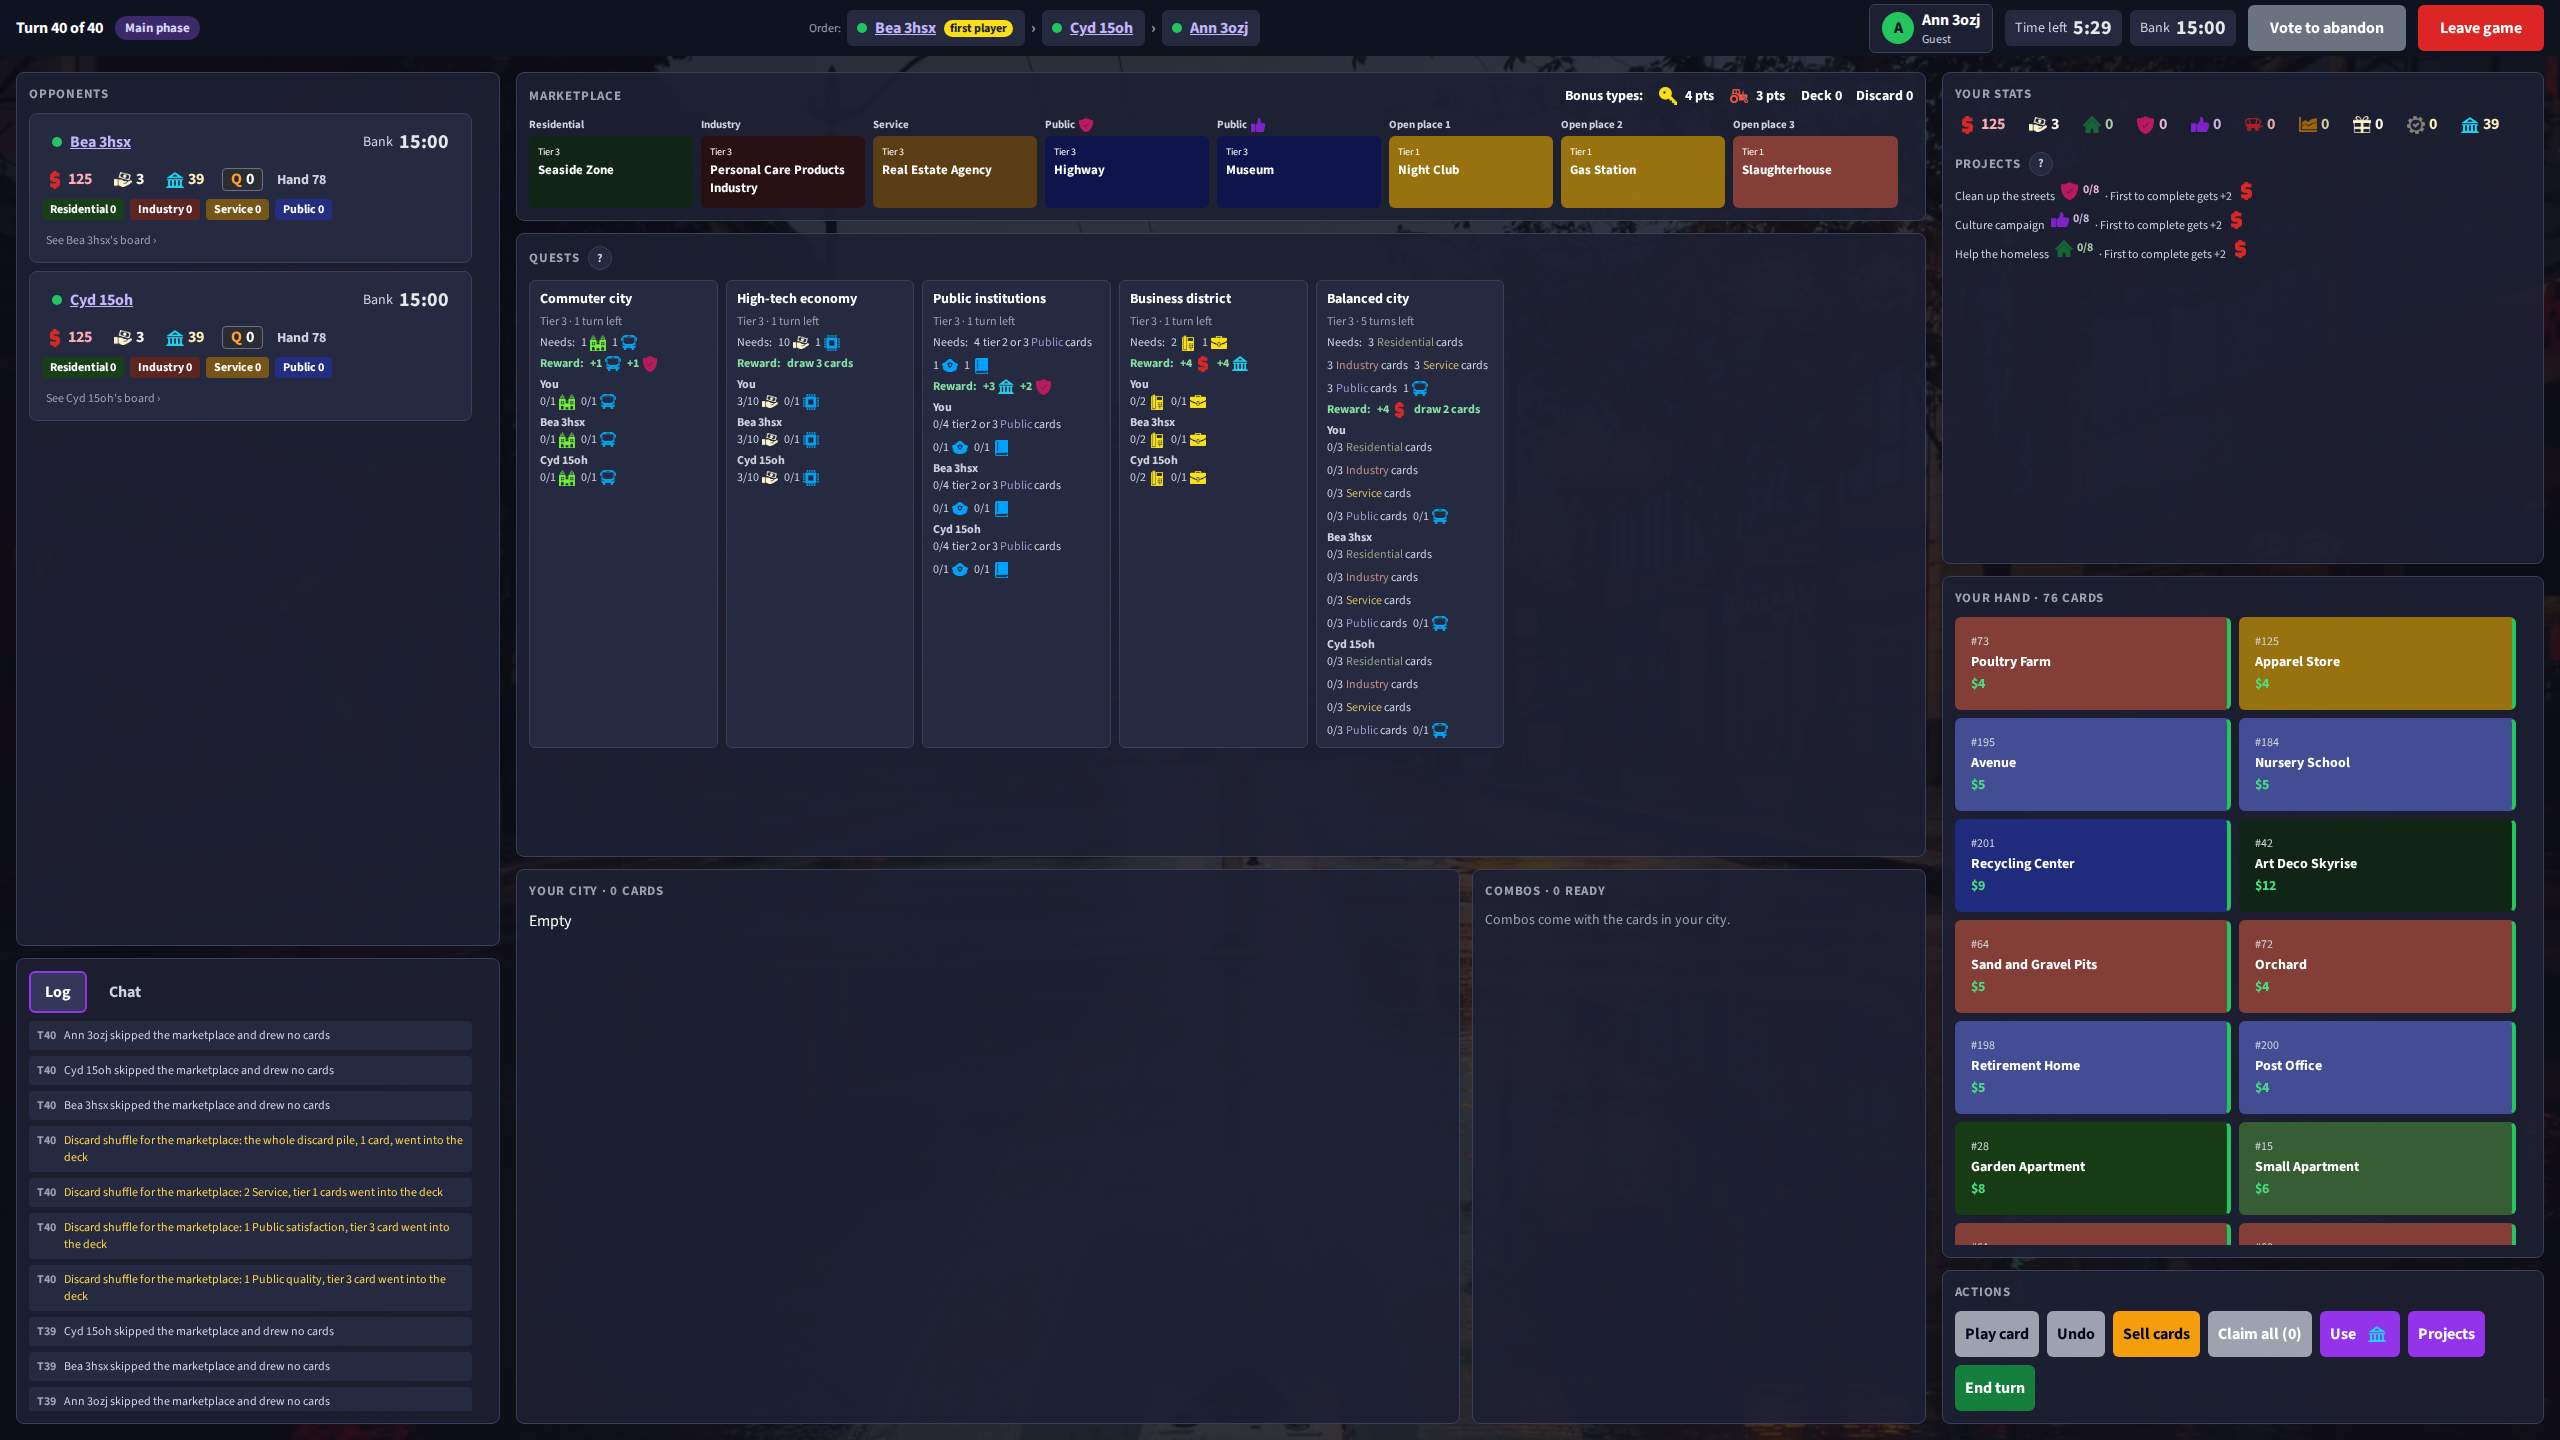 Turn 40 of 40 Main phase
Order: Bea 3hsx first player › Cyd 15oh › Ann 3ozj
A Ann 3ozj
Guest
Time left 5:29 Bank 15:00 Vote to abandon Leave game
OPPONENTS
Bea 3hsx Bank 15:00
125 3 39 Q 0 Hand 78
Residential 0 Industry 0 Service 0 Public 0
See Bea 3hsx's board ›
Cyd 15oh Bank 15:00
125 3 39 Q 0 Hand 78
Residential 0 Industry 0 Service 0 Public 0
See Cyd 15oh's board ›
Log Chat
T40 Ann 3ozj skipped the marketplace and drew no cards
T40 Cyd 15oh skipped the marketplace and drew no cards
T40 Bea 3hsx skipped the marketplace and drew no cards
T40 Discard shuffle for the marketplace: the whole discard pile, 1 card, went into the
deck
T40 Discard shuffle for the marketplace: 2 Service, tier 1 cards went into the deck
T40 Discard shuffle for the marketplace: 1 Public satisfaction, tier 3 card went into
the deck
T40 Discard shuffle for the marketplace: 1 Public quality, tier 3 card went into the
deck
T39 Cyd 15oh skipped the marketplace and drew no cards
T39 Bea 3hsx skipped the marketplace and drew no cards
T39 Ann 3ozj skipped the marketplace and drew no cards
MARKETPLACE
Bonus types: 4 pts 3 pts Deck 0 Discard 0
Residential
Tier 3
Seaside Zone
Industry
Tier 3
Personal Care Products
Industry
Service
Tier 3
Real Estate Agency
Public
Tier 3
Highway
Public
Tier 3
Museum
Open place 1
Tier 1
Night Club
Open place 2
Tier 1
Gas Station
Open place 3
Tier 1
Slaughterhouse
QUESTS ?
Commuter city
Tier 3 · 1 turn left
Needs: 1 1
Reward: +1 +1
You
0/1 0/1
Bea 3hsx
0/1 0/1
Cyd 15oh
0/1 0/1
High-tech economy
Tier 3 · 1 turn left
Needs: 10 1
Reward: draw 3 cards
You
3/10 0/1
Bea 3hsx
3/10 0/1
Cyd 15oh
3/10 0/1
Public institutions
Tier 3 · 1 turn left
Needs: 4 tier 2 or 3 Public cards
1 1
Reward: +3 +2
You
0/4 tier 2 or 3 Public cards
0/1 0/1
Bea 3hsx
0/4 tier 2 or 3 Public cards
0/1 0/1
Cyd 15oh
0/4 tier 2 or 3 Public cards
0/1 0/1
Business district
Tier 3 · 1 turn left
Needs: 2 1
Reward: +4 +4
You
0/2 0/1
Bea 3hsx
0/2 0/1
Cyd 15oh
0/2 0/1
Balanced city
Tier 3 · 5 turns left
Needs: 3 Residential cards
3 Industry cards 3 Service cards
3 Public cards 1
Reward: +4 draw 2 cards
You
0/3 Residential cards
0/3 Industry cards
0/3 Service cards
0/3 Public cards 0/1
Bea 3hsx
0/3 Residential cards
0/3 Industry cards
0/3 Service cards
0/3 Public cards 0/1
Cyd 15oh
0/3 Residential cards
0/3 Industry cards
0/3 Service cards
0/3 Public cards 0/1
YOUR CITY · 0 CARDS
Empty
COMBOS · 0 READY
Combos come with the cards in your city.
YOUR STATS
125 3 0 0 0 0 0 0 0 39
PROJECTS ?
Clean up the streets 0/8 · First to complete gets +2
Culture campaign 0/8 · First to complete gets +2
Help the homeless 0/8 · First to complete gets +2
YOUR HAND · 76 CARDS
#73
Poultry Farm
$4
#125
Apparel Store
$4
#195
Avenue
$5
#184
Nursery School
$5
#201
Recycling Center
$9
#42
Art Deco Skyrise
$12
#64
Sand and Gravel Pits
$5
#72
Orchard
$4
#198
Retirement Home
$5
#200
Post Office
$4
#28
Garden Apartment
$8
#15
Small Apartment
$6
ACTIONS
Play card Undo Sell cards Claim all (0) Use Projects
End turn